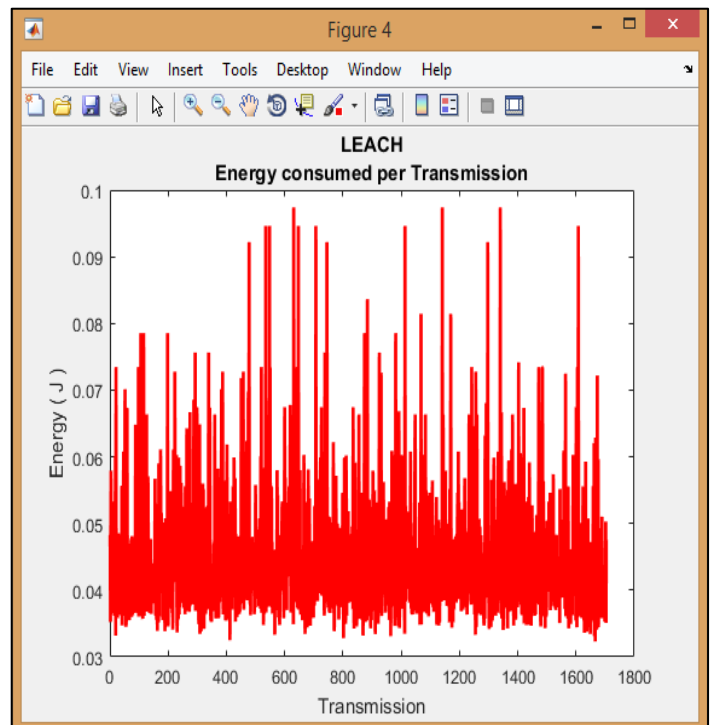 Figure 4
File Edit View Insert Tools Desktop Window Help
LEACH
Energy consumed per Transmission
0.1
0.09
0.08
0.07
0.06
0.05
0.04
0.03
Energy ( J )
0 200 400 600 800 1000 1200 1400 1600 1800
Transmission